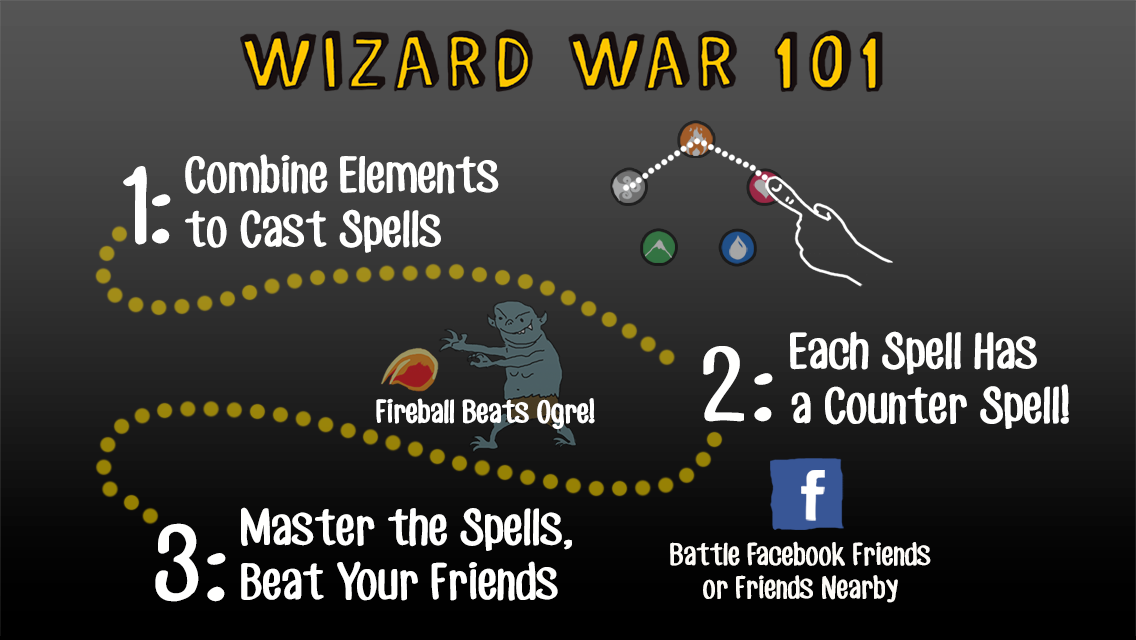 WIZARD WAR 101
1: Combine Elements
to Cast Spells
2: Each Spell Has
a Counter Spell!
Fireball Beats Ogre!
3: Master the Spells,
Beat Your Friends
f
Battle Facebook Friends
or Friends Nearby